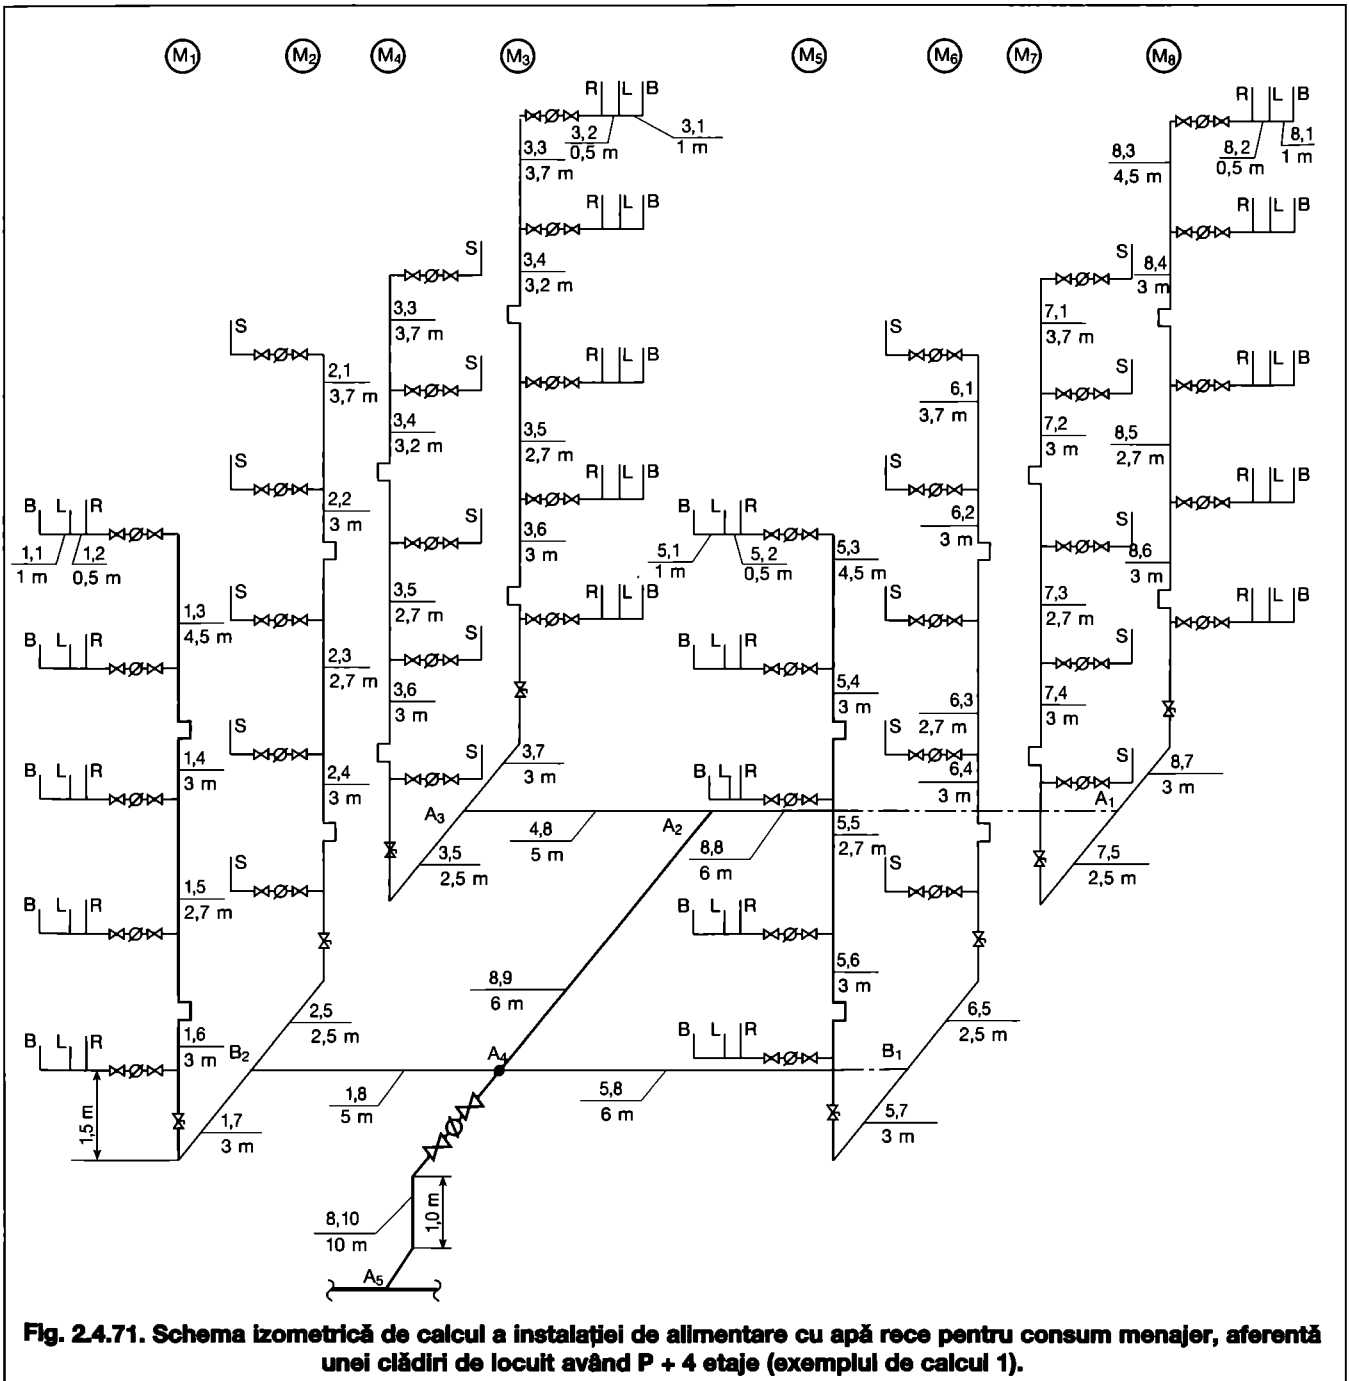 M1 M2 M4 M3 M5 M6 M7 M8
R L B
3,2
0,5 m
3,1
1 m
3,3
3,7 m
R L B
3,4
3,2 m
R L B
3,5
2,7 m
R L B
3,6
3 m
R L B
3,7
3 m
R L B
8,2
0,5 m
8,1
1 m
8,3
4,5 m
R L B
8,4
3 m
R L B
8,5
2,7 m
R L B
8,6
3 m
R L B
8,7
3 m
S
3,3
3,7 m
S
3,4
3,2 m
S
3,5
2,7 m
S
3,6
3 m
S
3,5
2,5 m
S
7,1
3,7 m
S
7,2
3 m
S
7,3
2,7 m
S
7,4
3 m
S
7,5
2,5 m
S
2,1
3,7 m
S
2,2
3 m
S
2,3
2,7 m
S
2,4
3 m
S
2,5
2,5 m
S
6,1
3,7 m
S
6,2
3 m
S
6,3
2,7 m
S
6,4
3 m
S
6,5
2,5 m
B L R
1,1
1 m
1,2
0,5 m
1,3
4,5 m
B L R
1,4
3 m
B L R
1,5
2,7 m
B L R
1,6
3 m
B L R
1,5 m
1,7
3 m
B L R
5,1
1 m
5,2
0,5 m
5,3
4,5 m
B L R
5,4
3 m
B L R
5,5
2,7 m
B L R
5,6
3 m
B L R
5,7
3 m
A3
4,8
5 m
A2
8,8
6 m
A1
8,9
6 m
B2
1,8
5 m
A4
5,8
6 m
B1
8,10
10 m
1,0 m
A5
Fig. 2.4.71. Schema izometrică de calcul a instalației de alimentare cu apă rece pentru consum menajer, aferentă
unei clădiri de locuit având P + 4 etaje (exemplul de calcul 1).